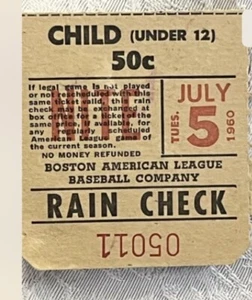 CHILD (UNDER 12)
50c
If legal game is not played
or not rescheduled with this
same ticket valid, this rain
check may be exchanged at
box office for ticket of the
same price, if available, for
any regularly scheduled
American League game of
the current season.
NO MONEY REFUNDED
NITE
JULY
TUES. 5 1960
BOSTON AMERICAN LEAGUE
BASEBALL COMPANY
RAIN CHECK
05011